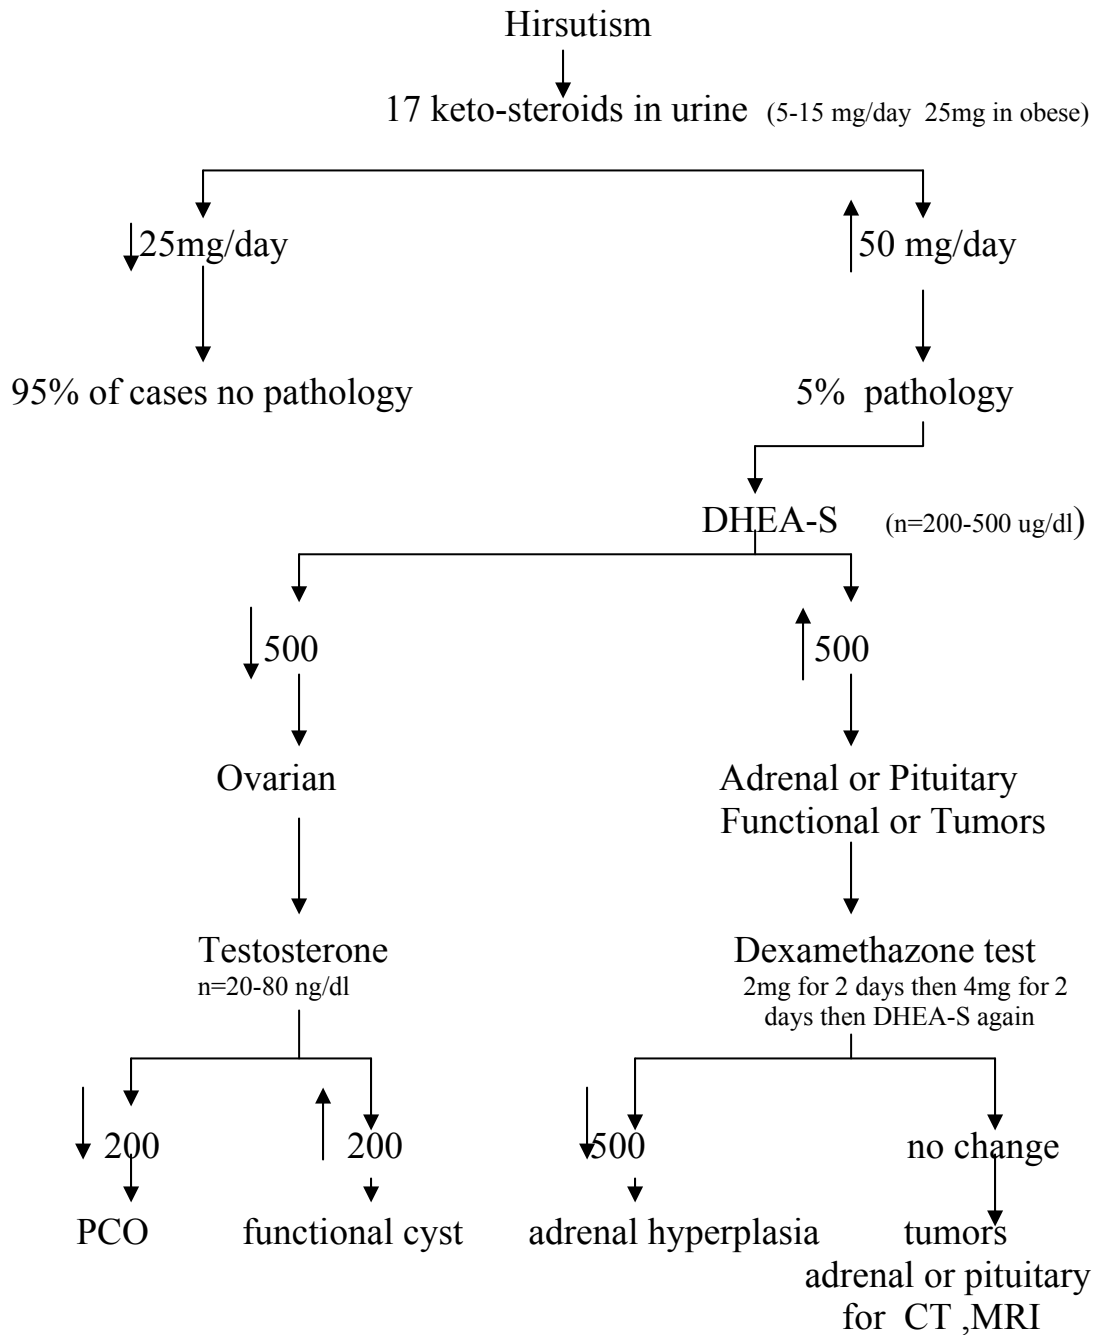 Hirsutism
17 keto-steroids in urine (5-15 mg/day 25mg in obese)
25mg/day 50 mg/day
95% of cases no pathology 5% pathology
DHEA-S (n=200-500 ug/dl)
500 500
Ovarian Adrenal or Pituitary
Functional or Tumors
Testosterone Dexamethazone test
n=20-80 ng/dl 2mg for 2 days then 4mg for 2
days then DHEA-S again
200 200 500 no change
PCO functional cyst adrenal hyperplasia tumors
adrenal or pituitary
for CT ,MRI